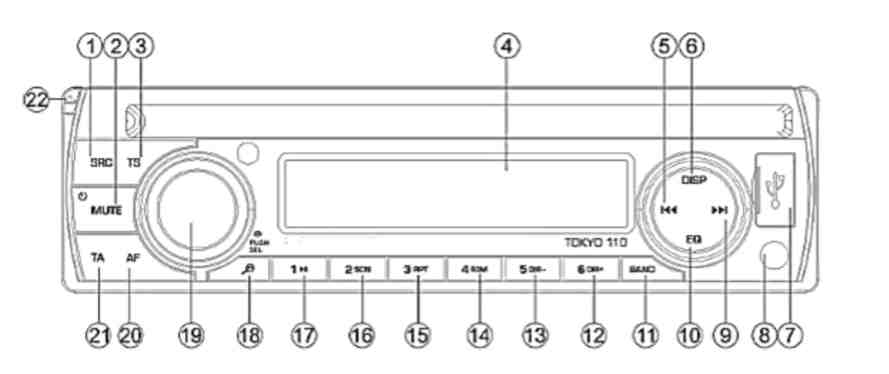 1 2 3 4 5 6
22
SRC TS
DISP
MUTE
PUSH
SEL
TOKYO 110
EQ
TA AF
1 2 SCN 3 RPT 4 RDM 5 DIR- 6 DIR+ BAND
21 20 19 18 17 16 15 14 13 12 11 10 9 8 7